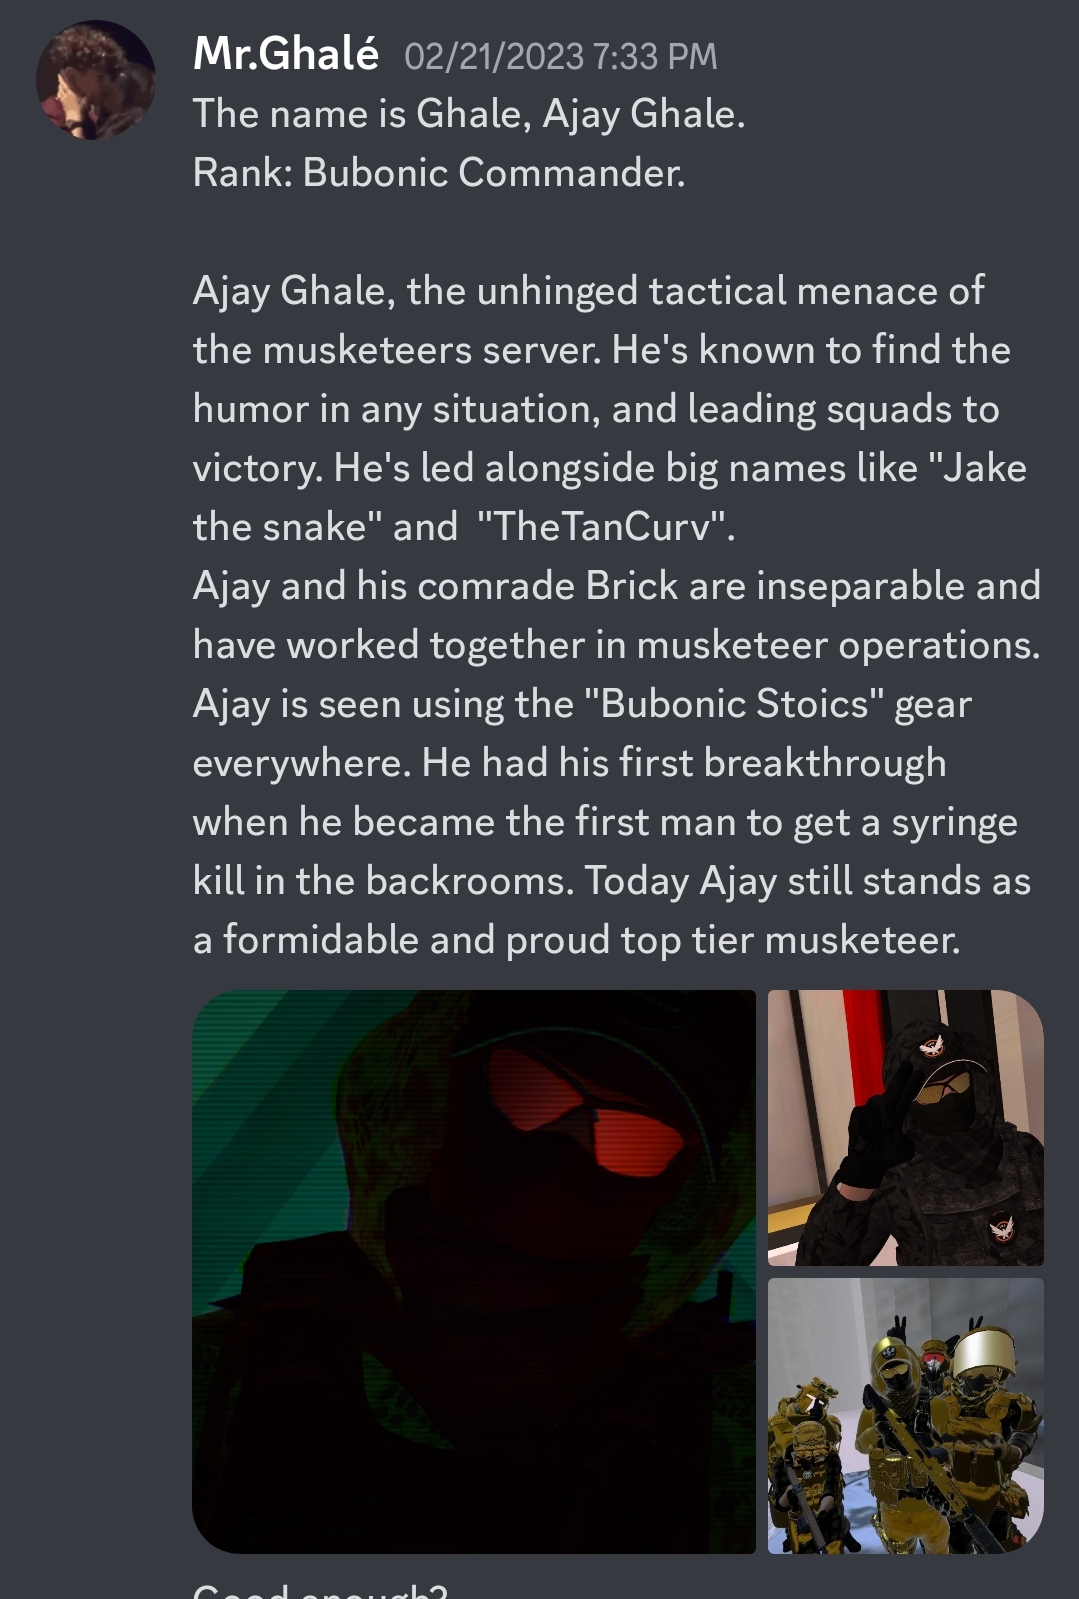 Mr.Ghalé 02/21/2023 7:33 PM
The name is Ghale, Ajay Ghale.
Rank: Bubonic Commander.
Ajay Ghale, the unhinged tactical menace of
the musketeers server. He's known to find the
humor in any situation, and leading squads to
victory. He's led alongside big names like "Jake
the snake" and  "TheTanCurv".
Ajay and his comrade Brick are inseparable and
have worked together in musketeer operations.
Ajay is seen using the "Bubonic Stoics" gear
everywhere. He had his first breakthrough
when he became the first man to get a syringe
kill in the backrooms. Today Ajay still stands as
a formidable and proud top tier musketeer.
Good enough?